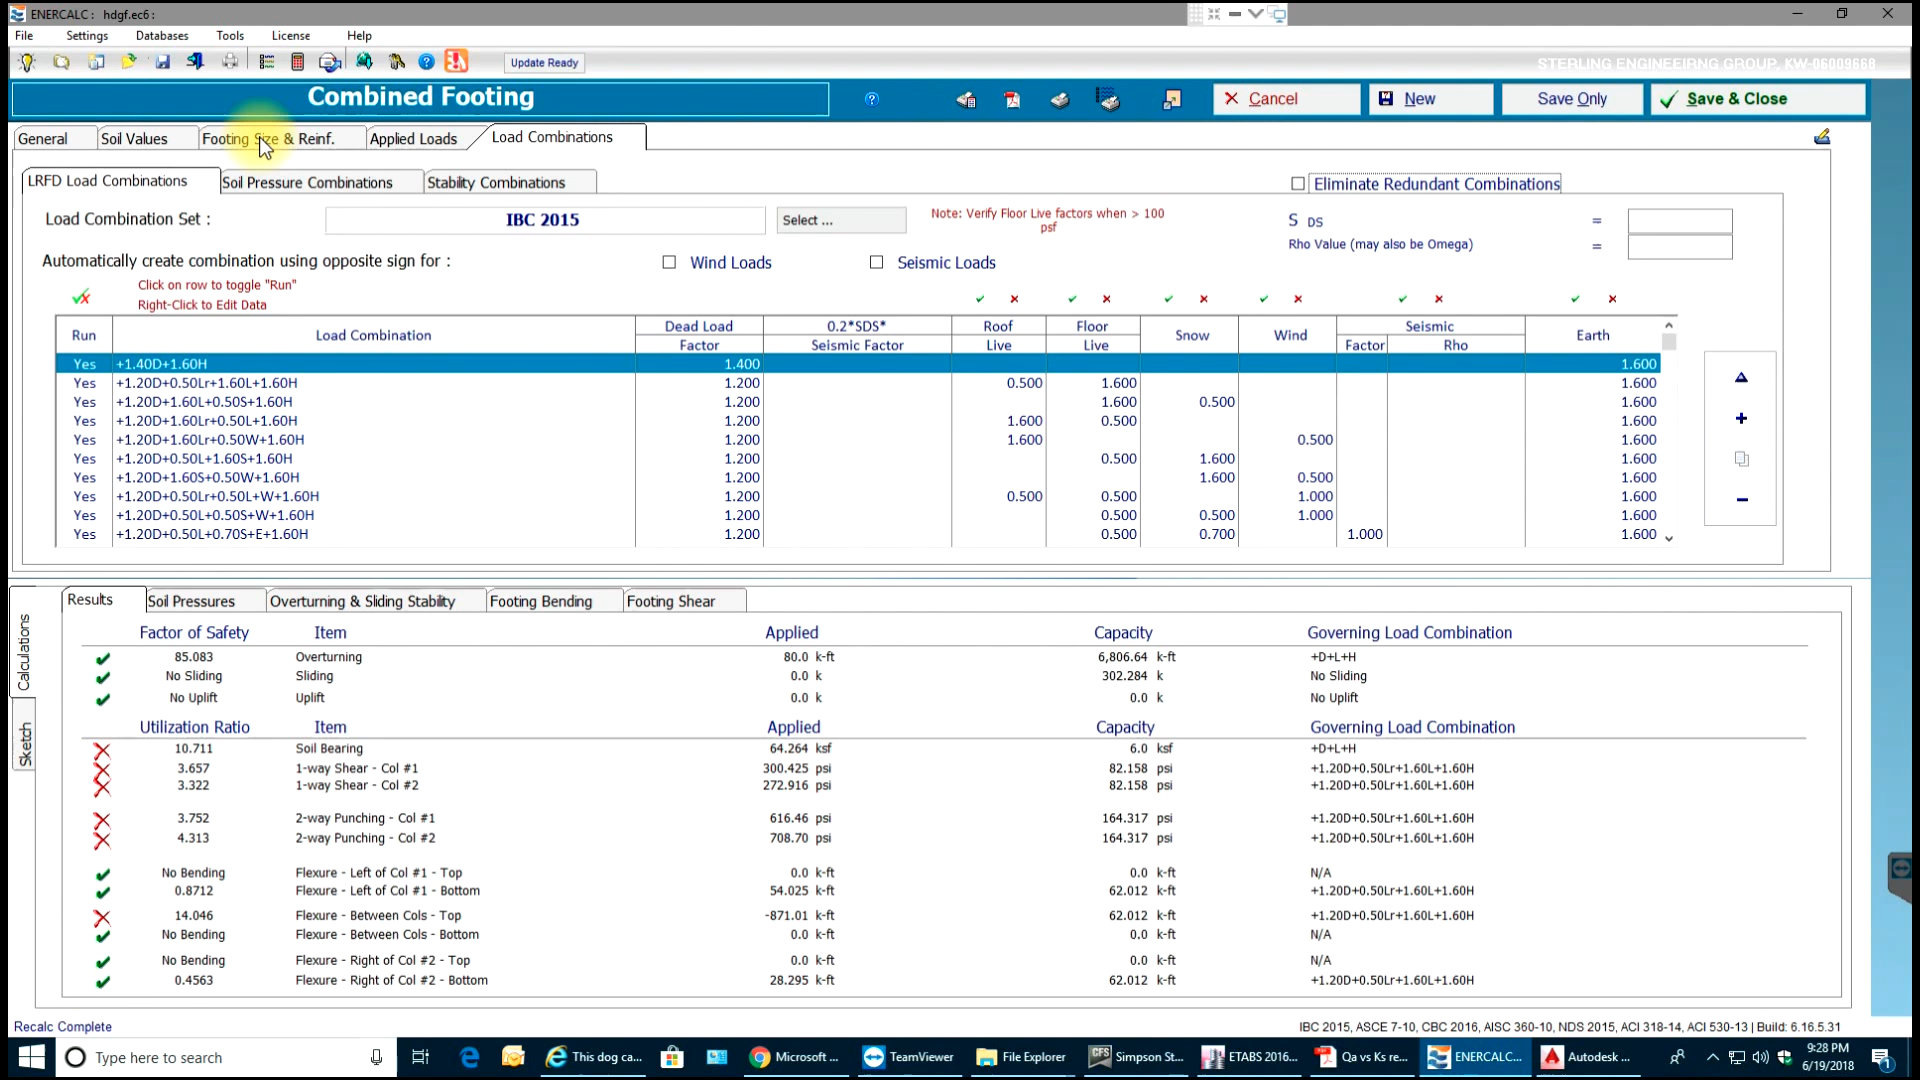 ENERCALC: hdgf.ec6 :
File Settings Databases Tools License Help
Update Ready
STERLING ENGINEEIRNG GROUP, KW-06009668
Combined Footing
Cancel New Save Only Save & Close
General Soil Values Footing Size & Reinf. Applied Loads Load Combinations
LRFD Load Combinations Soil Pressure Combinations Stability Combinations
Eliminate Redundant Combinations
Load Combination Set : IBC 2015 Select ...
Note: Verify Floor Live factors when > 100
psf
S DS =
Rho Value (may also be Omega) =
Automatically create combination using opposite sign for : Wind Loads Seismic Loads
Click on row to toggle "Run"
Right-Click to Edit Data
Run Load Combination Dead Load Factor 0.2*SDS* Seismic Factor Roof Live Floor Live Snow Wind Seismic Factor Rho Earth
Yes +1.40D+1.60H 1.400 1.600
Yes +1.20D+0.50Lr+1.60L+1.60H 1.200 0.500 1.600 1.600
Yes +1.20D+1.60L+0.50S+1.60H 1.200 1.600 0.500 1.600
Yes +1.20D+1.60Lr+0.50L+1.60H 1.200 1.600 0.500 1.600
Yes +1.20D+1.60Lr+0.50W+1.60H 1.200 1.600 0.500 1.600
Yes +1.20D+0.50L+1.60S+1.60H 1.200 0.500 1.600 1.600
Yes +1.20D+1.60S+0.50W+1.60H 1.200 1.600 0.500 1.600
Yes +1.20D+0.50Lr+0.50L+W+1.60H 1.200 0.500 0.500 1.000 1.600
Yes +1.20D+0.50L+0.50S+W+1.60H 1.200 0.500 0.500 1.000 1.600
Yes +1.20D+0.50L+0.70S+E+1.60H 1.200 0.500 0.700 1.000 1.600
Calculations
Sketch
Results Soil Pressures Overturning & Sliding Stability Footing Bending Footing Shear
Factor of Safety Item Applied Capacity Governing Load Combination
85.083 Overturning 80.0 k-ft 6,806.64 k-ft +D+L+H
No Sliding Sliding 0.0 k 302.284 k No Sliding
No Uplift Uplift 0.0 k 0.0 k No Uplift
Utilization Ratio Item Applied Capacity Governing Load Combination
10.711 Soil Bearing 64.264 ksf 6.0 ksf +D+L+H
3.657 1-way Shear - Col #1 300.425 psi 82.158 psi +1.20D+0.50Lr+1.60L+1.60H
3.322 1-way Shear - Col #2 272.916 psi 82.158 psi +1.20D+0.50Lr+1.60L+1.60H
3.752 2-way Punching - Col #1 616.46 psi 164.317 psi +1.20D+0.50Lr+1.60L+1.60H
4.313 2-way Punching - Col #2 708.70 psi 164.317 psi +1.20D+0.50Lr+1.60L+1.60H
No Bending Flexure - Left of Col #1 - Top 0.0 k-ft 0.0 k-ft N/A
0.8712 Flexure - Left of Col #1 - Bottom 54.025 k-ft 62.012 k-ft +1.20D+0.50Lr+1.60L+1.60H
14.046 Flexure - Between Cols - Top -871.01 k-ft 62.012 k-ft +1.20D+0.50Lr+1.60L+1.60H
No Bending Flexure - Between Cols - Bottom 0.0 k-ft 0.0 k-ft N/A
No Bending Flexure - Right of Col #2 - Top 0.0 k-ft 0.0 k-ft N/A
0.4563 Flexure - Right of Col #2 - Bottom 28.295 k-ft 62.012 k-ft +1.20D+0.50Lr+1.60L+1.60H
Recalc Complete
IBC 2015, ASCE 7-10, CBC 2016, AISC 360-10, NDS 2015, ACI 318-14, ACI 530-13 | Build: 6.16.5.31
Type here to search
This dog ca... Microsoft ... TeamViewer File Explorer CFS Simpson St... ETABS 2016... Qa vs Ks re... ENERCALC... Autodesk ...
9:28 PM
6/19/2018
1